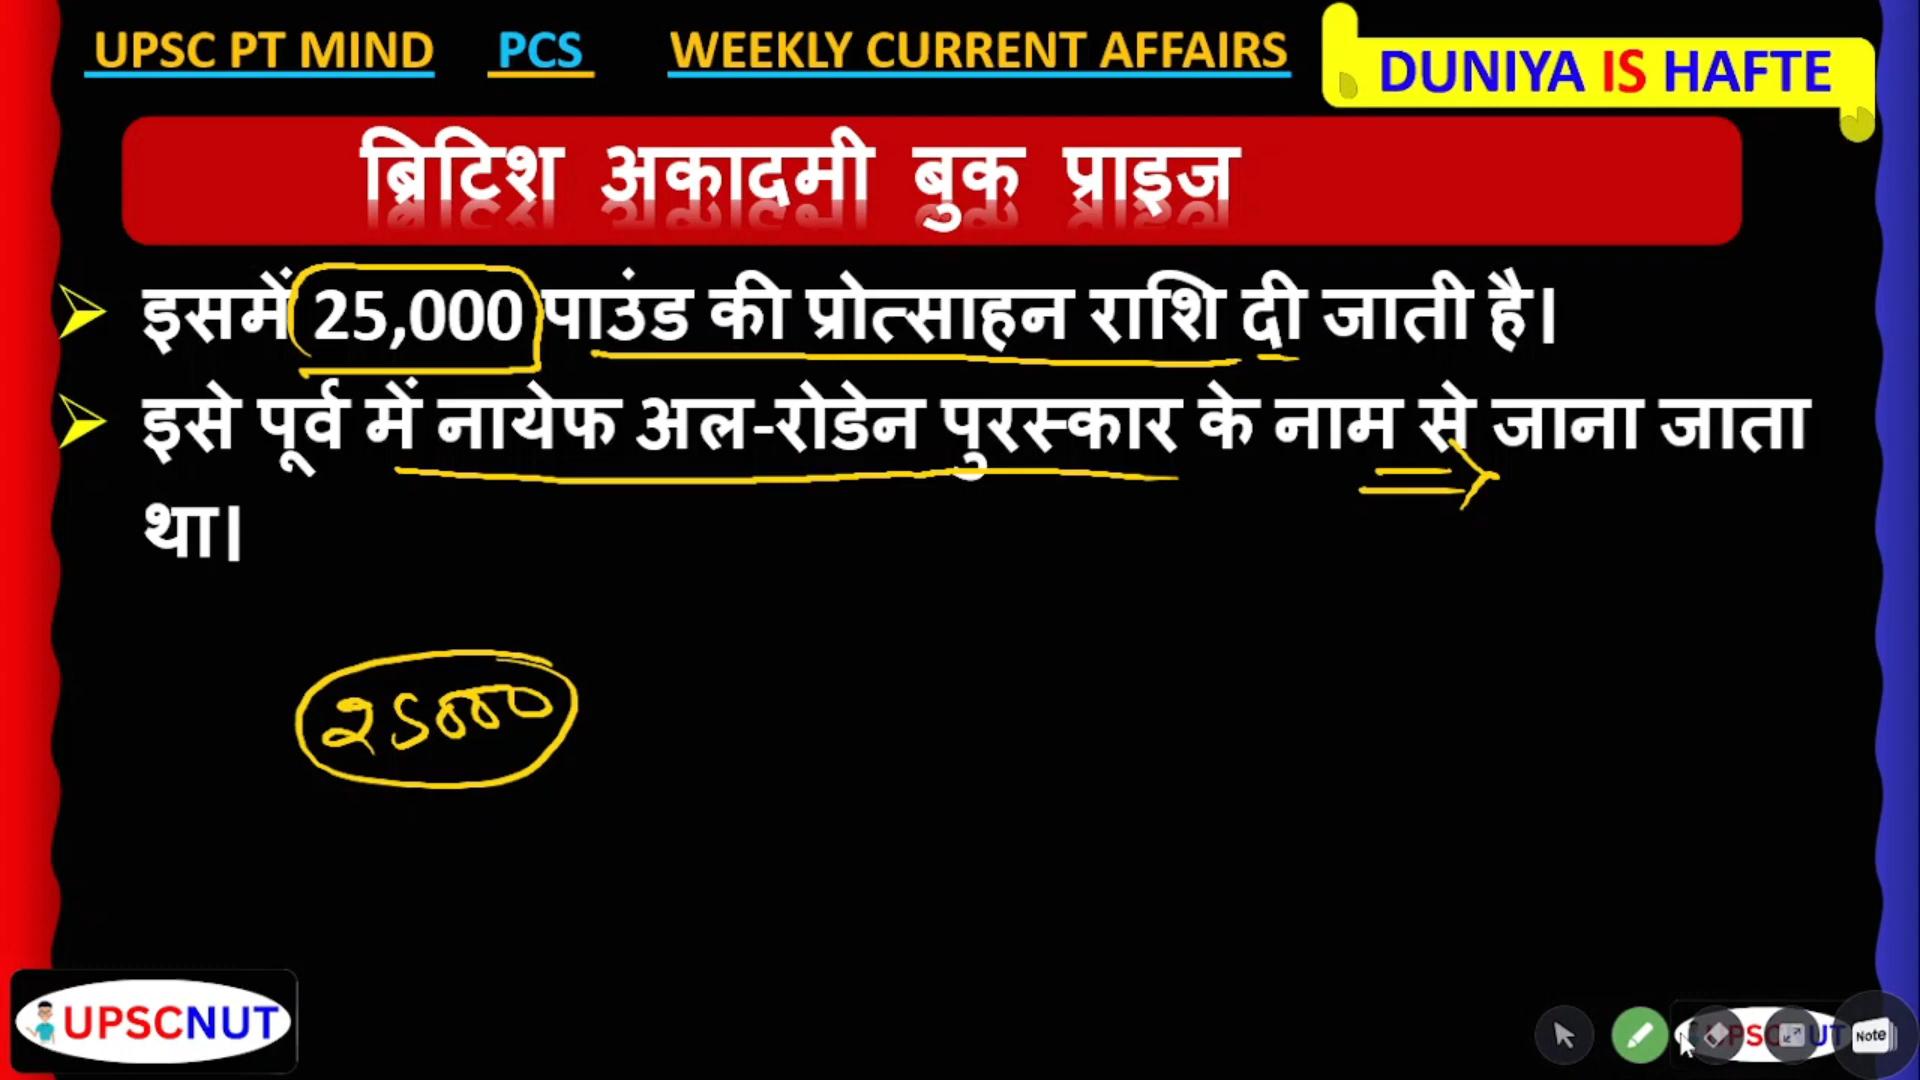 UPSC PT MIND PCS WEEKLY CURRENT AFFAIRS DUNIYA IS HAFTE
ब्रिटिश अकादमी बुक प्राइज
इसमें 25,000 पाउंड की प्रोत्साहन राशि दी जाती है।
इसे पूर्व में नायेफ अल-रोडेन पुरस्कार के नाम से जाना जाता
था।
25000
UPSCNUT
Note